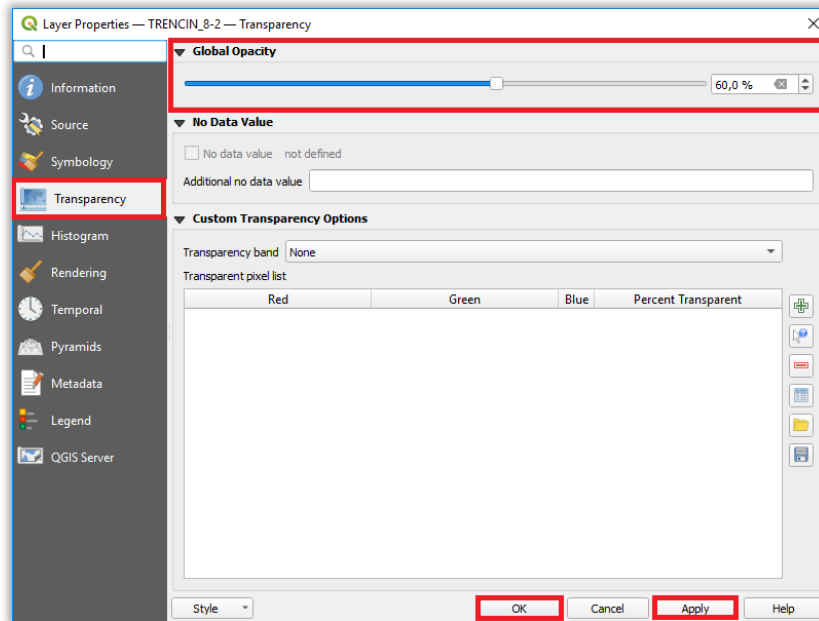 Layer Properties — TRENCIN_8-2 — Transparency
Information
Source
Symbology
Transparency
Histogram
Rendering
Temporal
Pyramids
Metadata
Legend
QGIS Server
Global Opacity
60,0 %
No Data Value
No data value not defined
Additional no data value
Custom Transparency Options
Transparency band None
Transparent pixel list
Red Green Blue Percent Transparent
Style OK Cancel Apply Help